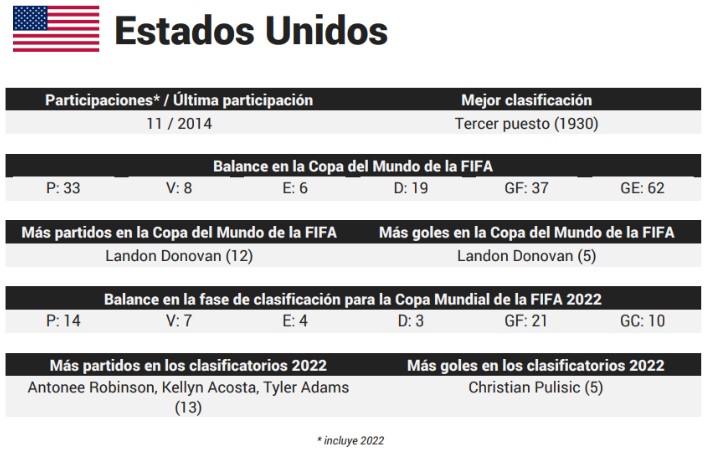 Estados Unidos
Participaciones* / Última participación Mejor clasificación
11 / 2014 Tercer puesto (1930)
Balance en la Copa del Mundo de la FIFA
P: 33 V: 8 E: 6 D: 19 GF: 37 GE: 62
Más partidos en la Copa del Mundo de la FIFA Más goles en la Copa del Mundo de la FIFA
Landon Donovan (12) Landon Donovan (5)
Balance en la fase de clasificación para la Copa Mundial de la FIFA 2022
P: 14 V: 7 E: 4 D: 3 GF: 21 GC: 10
Más partidos en los clasificatorios 2022 Más goles en los clasificatorios 2022
Antonee Robinson, Kellyn Acosta, Tyler Adams Christian Pulisic (5)
(13)
* incluye 2022